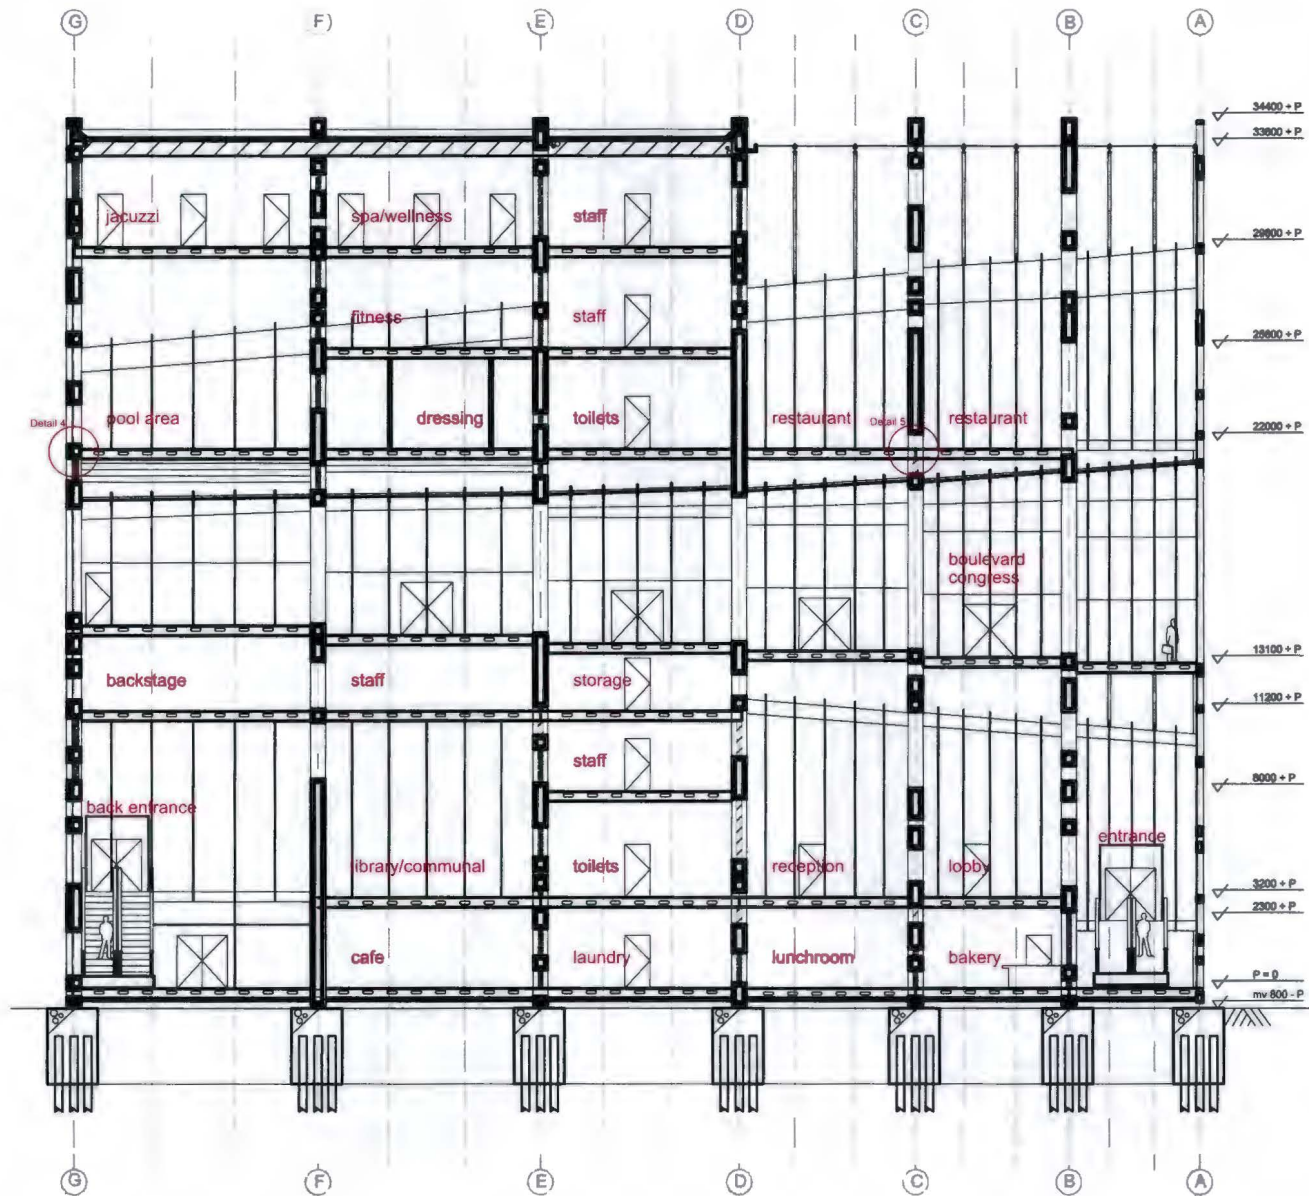 G F E D C B A
34400 + P
33600 + P
jacuzzi spa/wellness staff
29600 + P
fitness staff
25600 + P
Detail 4 pool area dressing toilets restaurant Detail 5 restaurant
22000 + P
boulevard
congress
13100 + P
backstage staff storage
11200 + P
staff
8000 + P
back entrance
entrance
library/communal toilets reception lobby
3200 + P
2300 + P
cafe laundry lunchroom bakery
P = 0
mv 800 - P
G F E D C B A